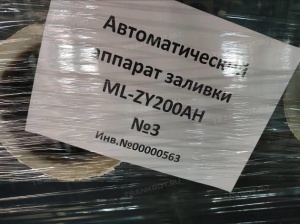 Автоматический
аппарат заливки
ML-ZY200AH
№3
Инв.№00000563